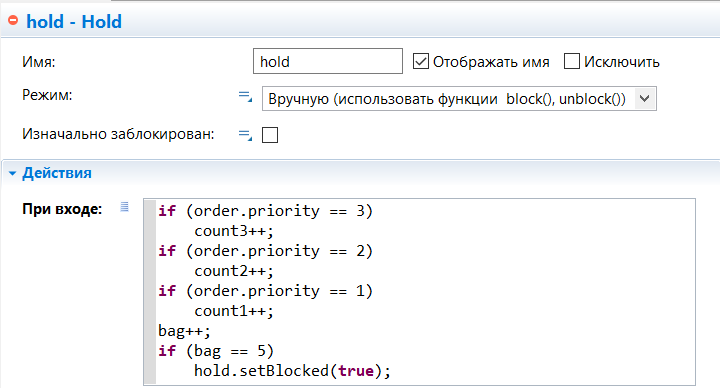 hold - Hold
Имя: hold Отображать имя Исключить
Режим: Вручную (использовать функции block(), unblock())
Изначально заблокирован:
Действия
При входе:
if (order.priority == 3)
    count3++;
if (order.priority == 2)
    count2++;
if (order.priority == 1)
    count1++;
bag++;
if (bag == 5)
    hold.setBlocked(true);